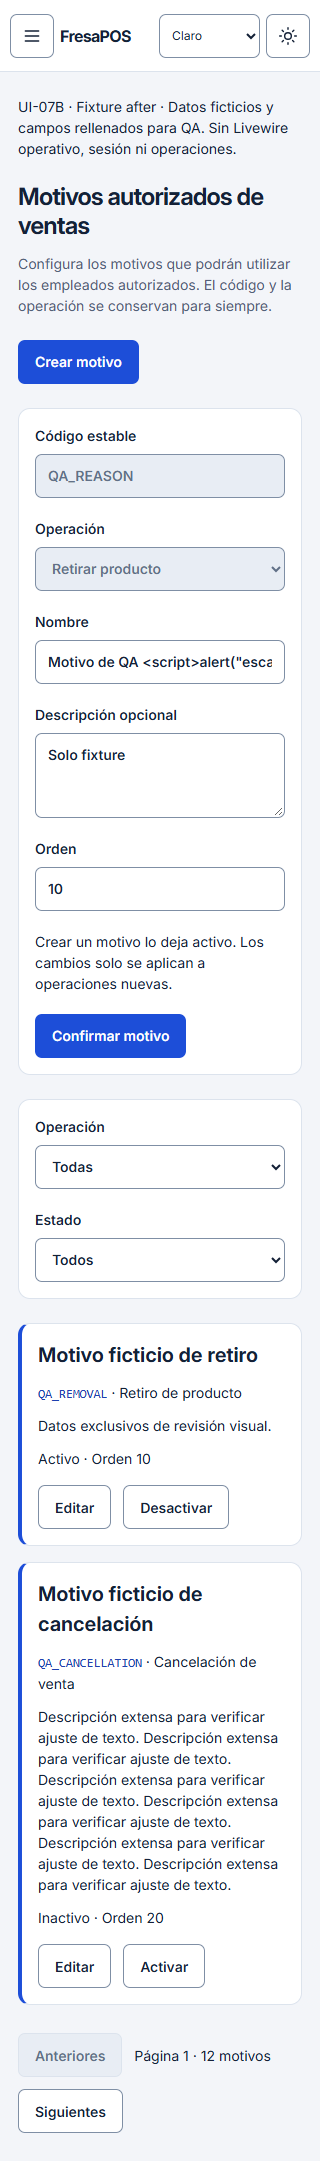 FresaPOS
Claro
UI-07B · Fixture after · Datos ficticios y
campos rellenados para QA. Sin Livewire
operativo, sesión ni operaciones.
Motivos autorizados de
ventas
Configura los motivos que podrán utilizar
los empleados autorizados. El código y la
operación se conservan para siempre.
Crear motivo
Código estable
QA_REASON
Operación
Retirar producto
Nombre
Motivo de QA <script>alert("esca
Descripción opcional
Solo fixture
Orden
10
Crear un motivo lo deja activo. Los
cambios solo se aplican a
operaciones nuevas.
Confirmar motivo
Operación
Todas
Estado
Todos
Motivo ficticio de retiro
QA_REMOVAL · Retiro de producto
Datos exclusivos de revisión visual.
Activo · Orden 10
Editar
Desactivar
Motivo ficticio de
cancelación
QA_CANCELLATION · Cancelación de
venta
Descripción extensa para verificar
ajuste de texto. Descripción extensa
para verificar ajuste de texto.
Descripción extensa para verificar
ajuste de texto. Descripción extensa
para verificar ajuste de texto.
Descripción extensa para verificar
ajuste de texto. Descripción extensa
para verificar ajuste de texto.
Inactivo · Orden 20
Editar
Activar
Anteriores
Página 1 · 12 motivos
Siguientes